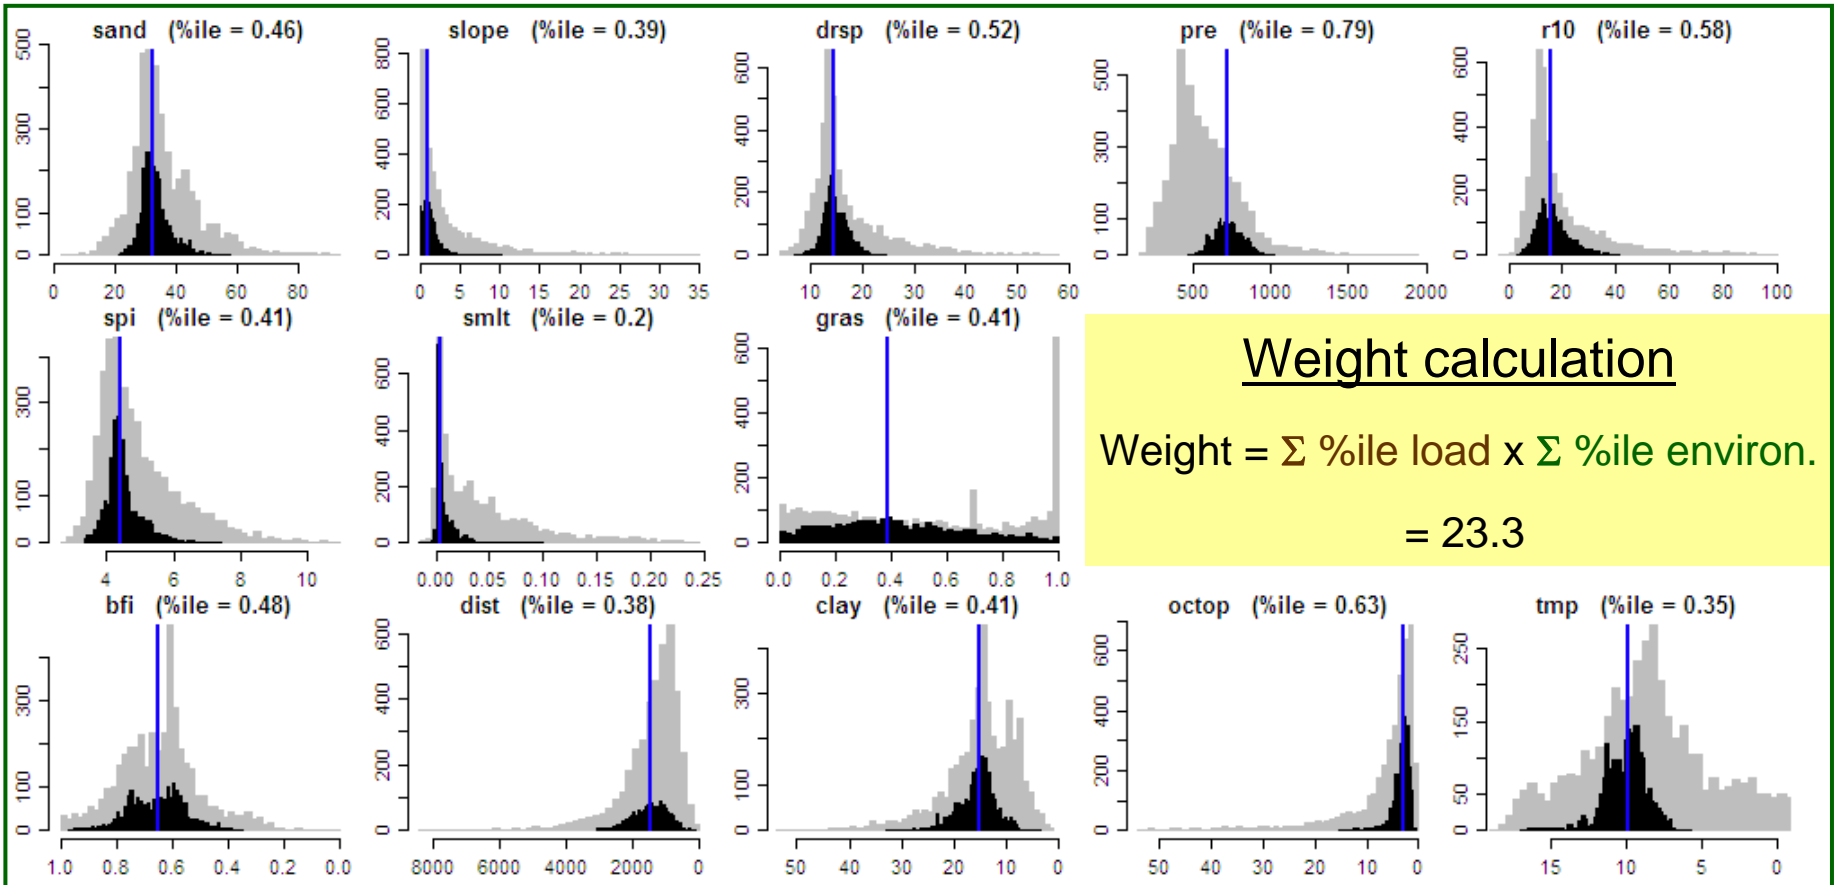 sand (%ile = 0.46)
500
300
100
0
0 20 40 60 80
slope (%ile = 0.39)
800
600
400
200
0
0 5 10 15 20 25 30 35
drsp (%ile = 0.52)
600
400
200
0
10 20 30 40 50 60
pre (%ile = 0.79)
500
300
100
0
500 1000 1500 2000
r10 (%ile = 0.58)
600
400
200
0
0 20 40 60 80 100
spi (%ile = 0.41)
300
100
0
4 6 8 10
smlt (%ile = 0.2)
600
400
200
0
0.00 0.05 0.10 0.15 0.20 0.25
gras (%ile = 0.41)
600
400
200
0
0.0 0.2 0.4 0.6 0.8 1.0
Weight calculation
Weight = Σ %ile load x Σ %ile environ.
= 23.3
bfi (%ile = 0.48)
300
100
0
1.0 0.8 0.6 0.4 0.2 0.0
dist (%ile = 0.38)
600
400
200
0
8000 6000 4000 2000 0
clay (%ile = 0.41)
300
100
0
50 40 30 20 10 0
octop (%ile = 0.63)
600
400
200
0
50 40 30 20 10 0
tmp (%ile = 0.35)
250
150
50
0
15 10 5 0